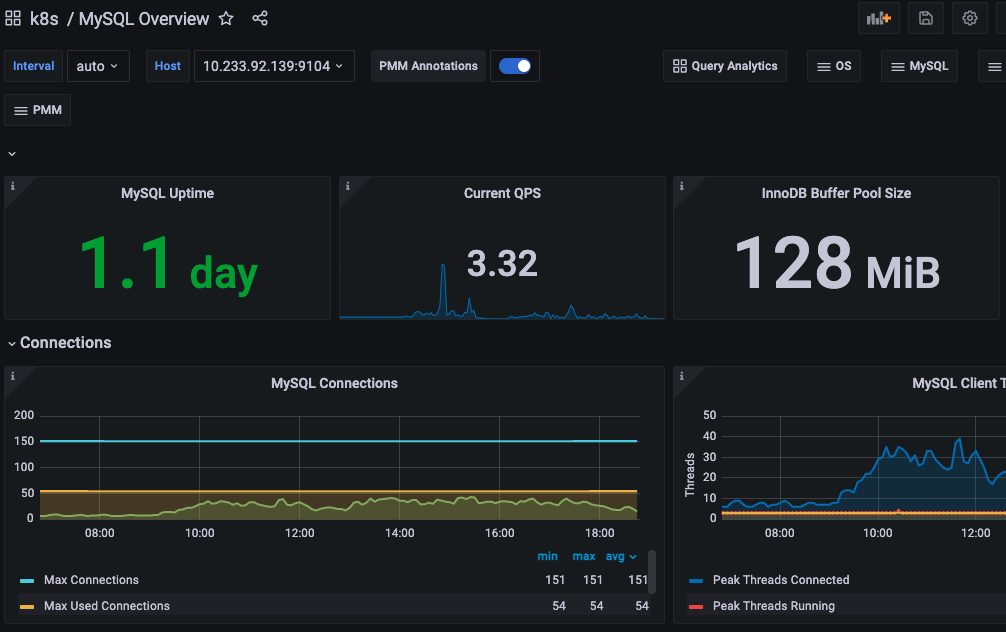 k8s / MySQL Overview
Interval auto Host 10.233.92.139:9104 PMM Annotations Query Analytics OS MySQL
PMM
MySQL Uptime
1.1 day
Current QPS
3.32
InnoDB Buffer Pool Size
128 MiB
Connections
MySQL Connections
200
150
100
50
0
08:00 10:00 12:00 14:00 16:00 18:00
min max avg
Max Connections 151 151 151
Max Used Connections 54 54 54
MySQL Client T
Threads
50
40
30
20
10
0
08:00 10:00 12:00
Peak Threads Connected
Peak Threads Running